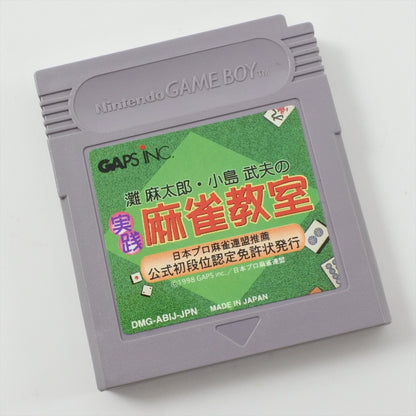 Nintendo GAME BOY™
GAPS INC.
灘 麻太郎・小島 武夫の
実践 麻雀教室
日本プロ麻雀連盟推薦
公式初段位認定免許状発行
©1998 GAPS inc./日本プロ麻雀連盟
DMG-ABIJ-JPN MADE IN JAPAN